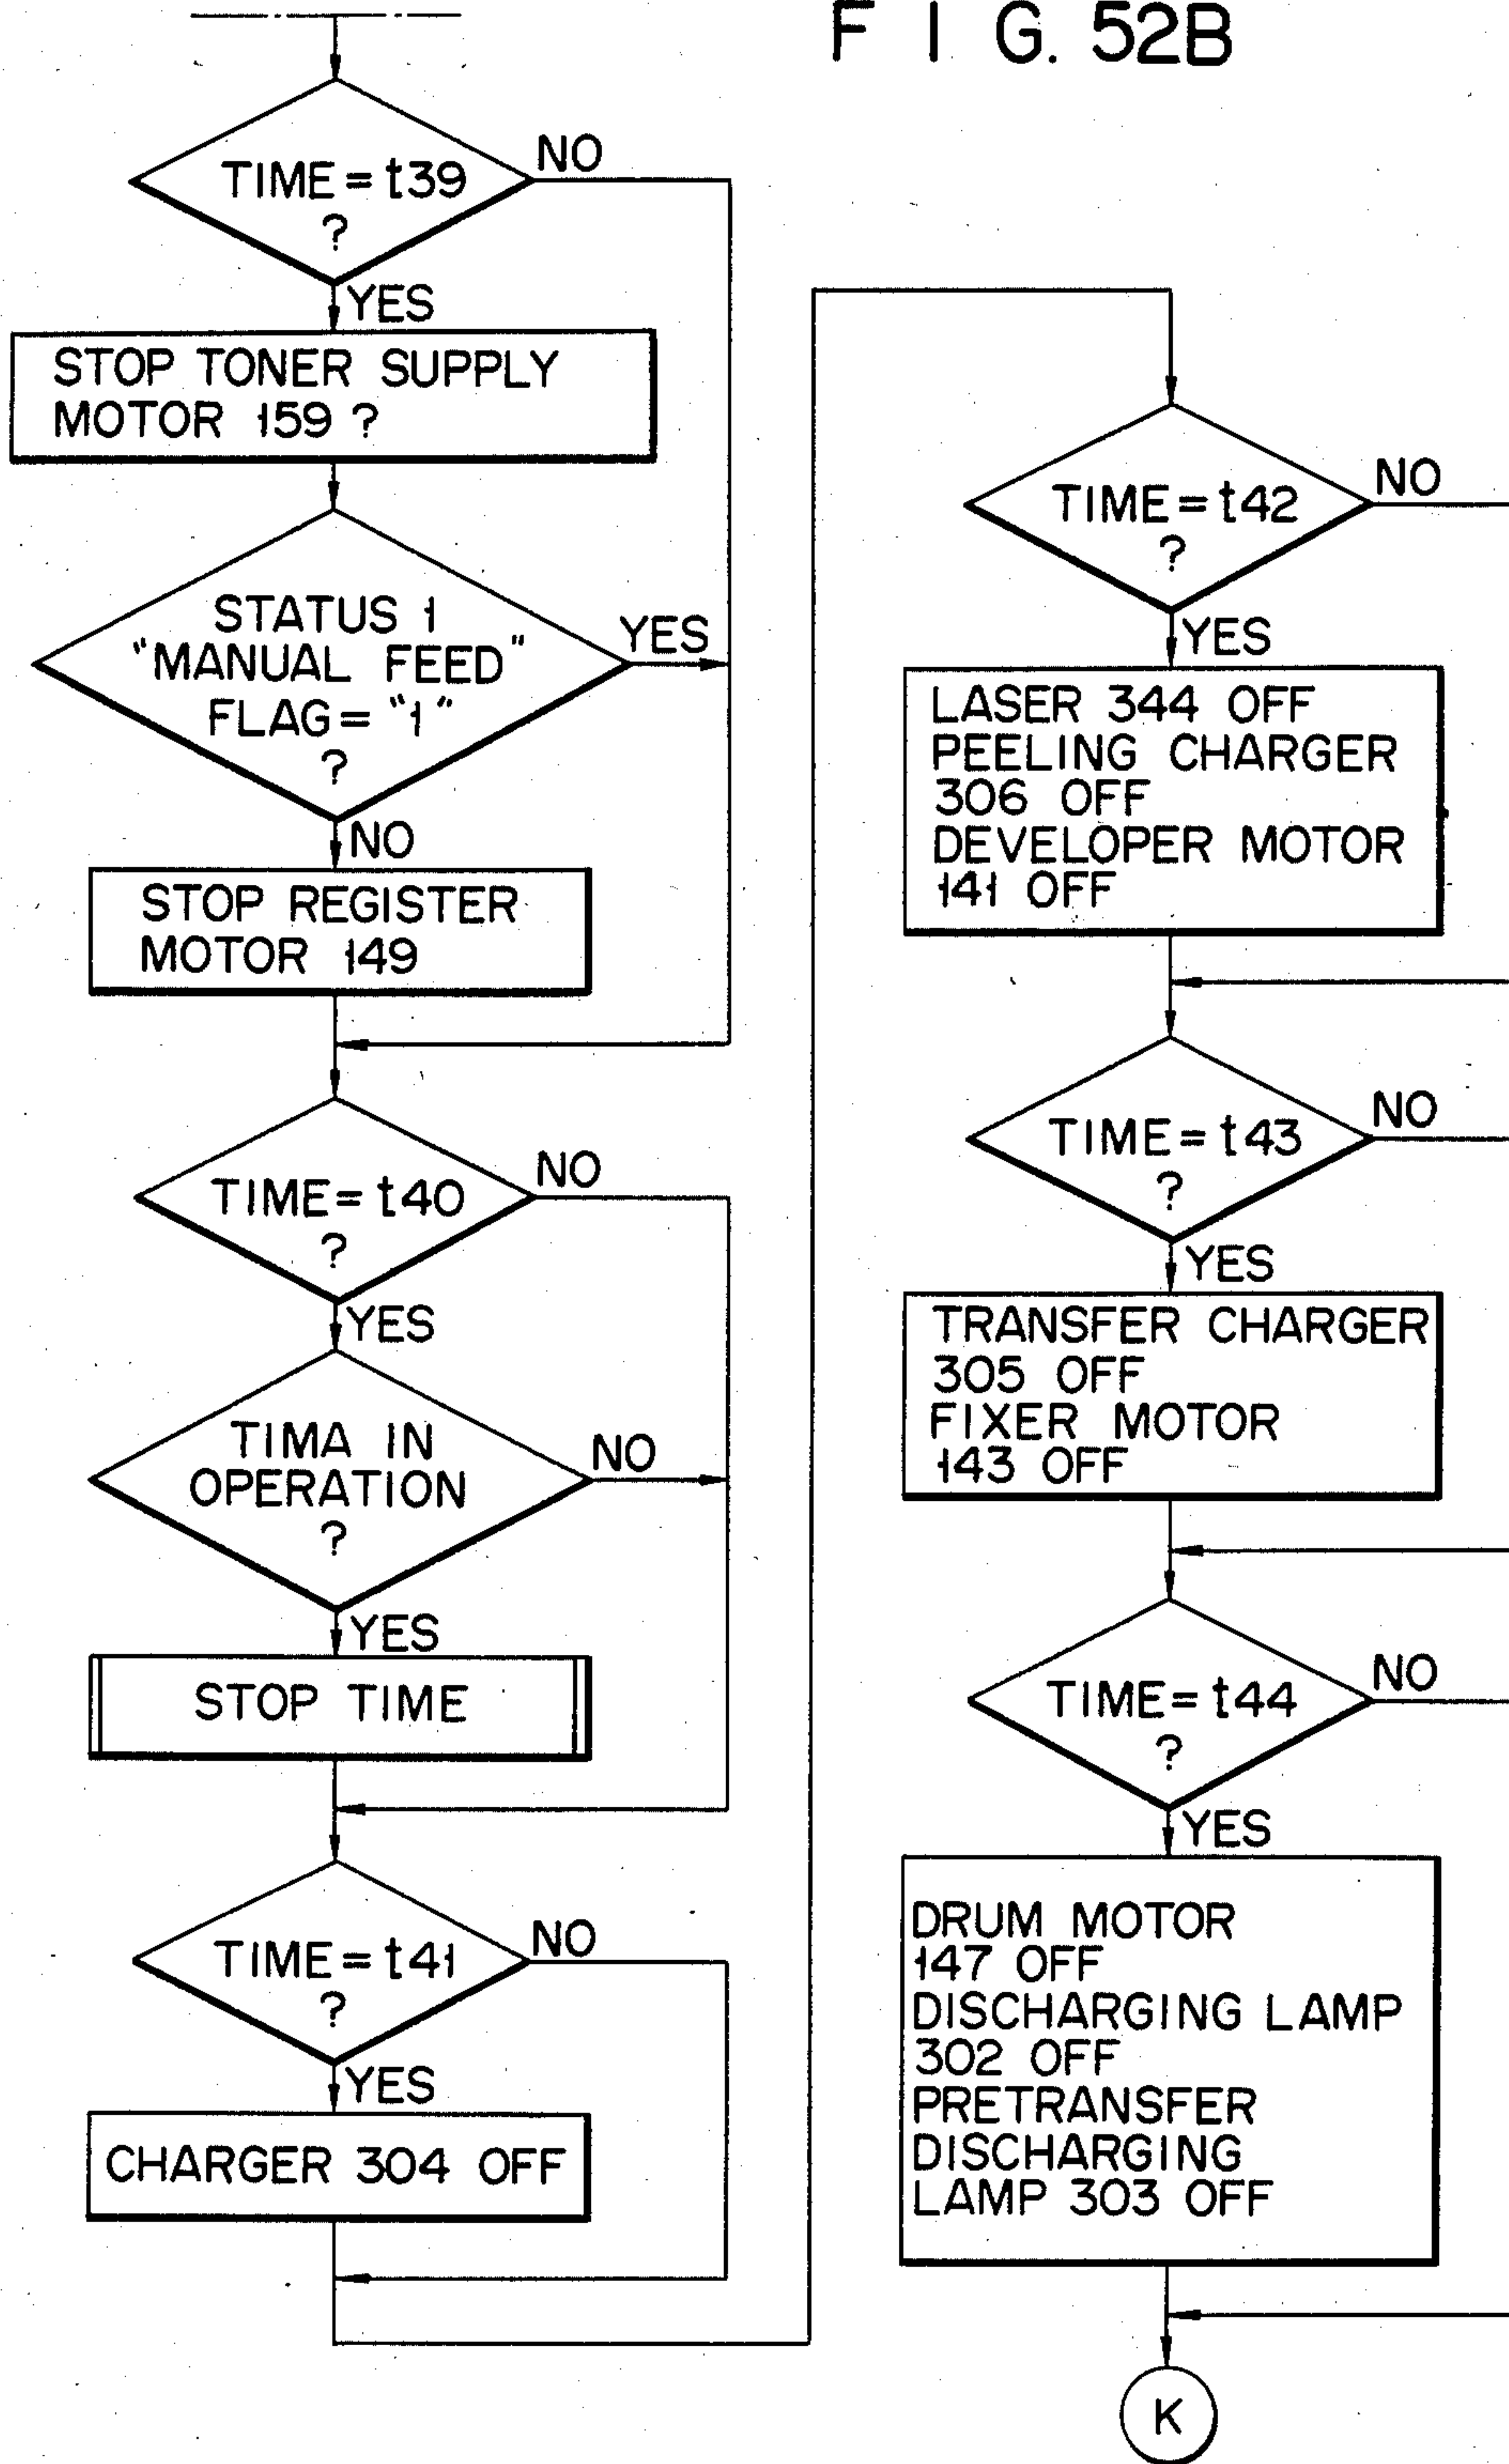 F I G. 52B
TIME = t39
?
NO
YES
STOP TONER SUPPLY
MOTOR 159 ?
STATUS 1
"MANUAL FEED"
FLAG = "1"
?
YES
NO
STOP REGISTER
MOTOR 149
TIME = t40
?
NO
YES
TIMA IN
OPERATION
?
NO
YES
STOP TIME
TIME = t41
?
NO
YES
CHARGER 304 OFF
TIME = t42
?
NO
YES
LASER 344 OFF
PEELING CHARGER
306 OFF
DEVELOPER MOTOR
141 OFF
TIME = t43
?
NO
YES
TRANSFER CHARGER
305 OFF
FIXER MOTOR
143 OFF
TIME = t44
?
NO
YES
DRUM MOTOR
147 OFF
DISCHARGING LAMP
302 OFF
PRETRANSFER
DISCHARGING
LAMP 303 OFF
K